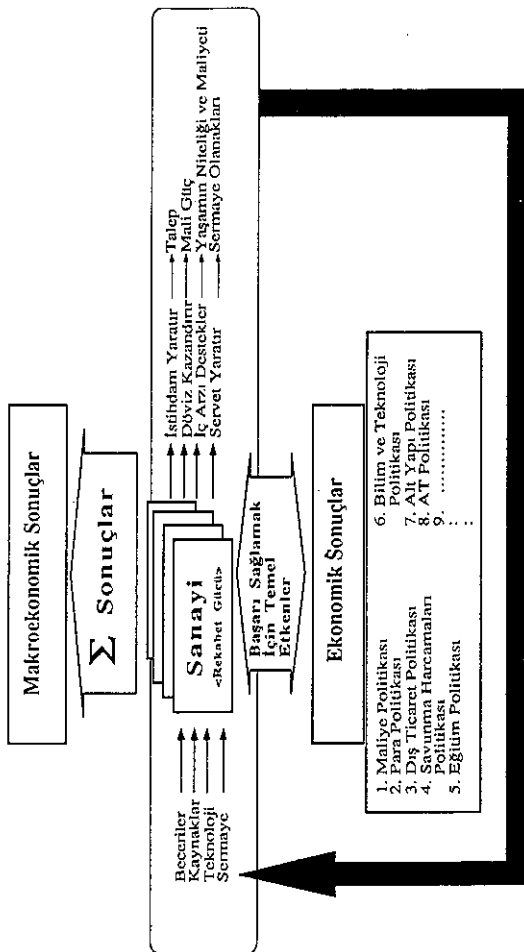 Makroekonomik Sonuçlar
Σ Sonuçlar
Beceriler
Kaynaklar
Teknoloji
Sermaye
Sanayi
<Rekabet Gücü>
İstihdam Yaratır
Döviz Kazandırır
İç Arzı Destekler
Servet Yaratır
Talep
Mali Güç
Yaşamın Niteliği ve Maliyeti
Sermaye Olanakları
Başarı Sağlamak
İçin Temel
Etkenler
Ekonomik Sonuçlar
1. Maliye Politikası
2. Para Politikası
3. Dış Ticaret Politikası
4. Savunma Harcamaları
Politikası
5. Eğitim Politikası
6. Bilim ve Teknoloji
Politikası
7. Alt Yapı Politikası
8. AT Politikası
9. ...............
:
: